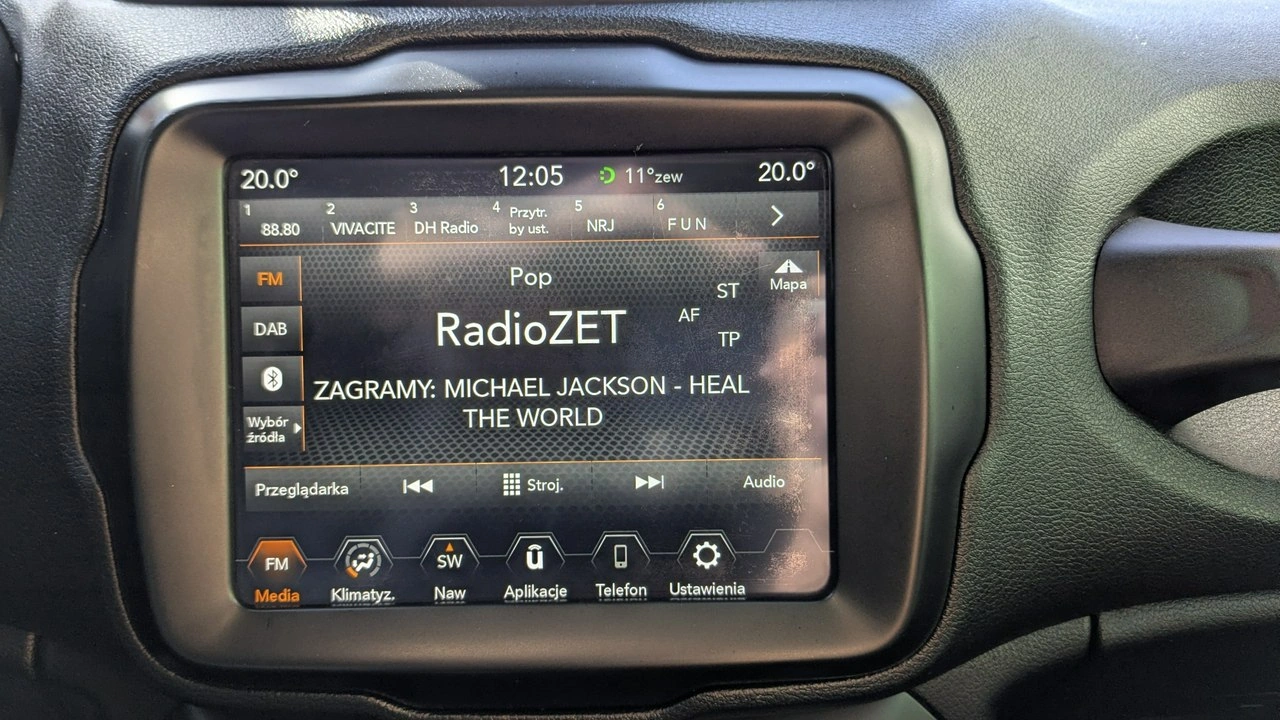 20.0°
12:05
11°zew
20.0°
1
88.80
2
VIVACITE
3
DH Radio
4
Przytr.
by ust.
5
NRJ
6
FUN
FM
Pop
ST
Mapa
DAB
RadioZET
AF
TP
ZAGRAMY: MICHAEL JACKSON - HEAL
THE WORLD
Wybór
źródła
Przeglądarka
Stroj.
Audio
FM
SW
ū
Media
Klimatyz.
Naw
Aplikacje
Telefon
Ustawienia